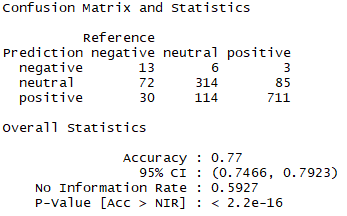 Confusion Matrix and Statistics
Reference
Prediction negative neutral positive
negative 13 6 3
neutral 72 314 85
positive 30 114 711
Overall Statistics
Accuracy : 0.77
95% CI : (0.7466, 0.7923)
No Information Rate : 0.5927
P-Value [Acc > NIR] : < 2.2e-16